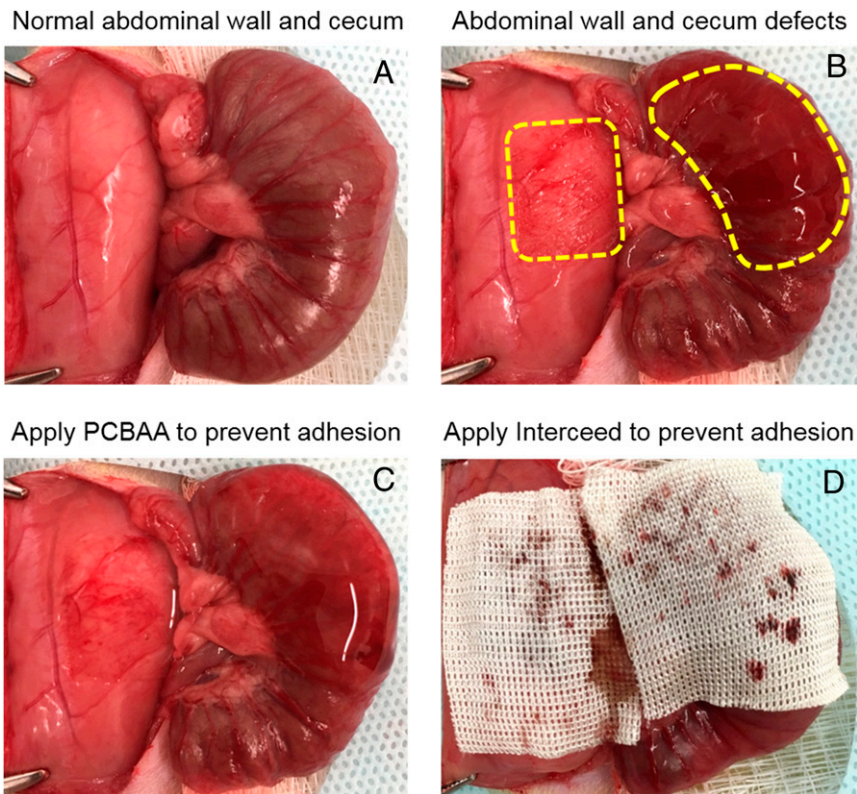 Normal abdominal wall and cecum
A
Abdominal wall and cecum defects
B
Apply PCBAA to prevent adhesion
C
Apply Interceed to prevent adhesion
D